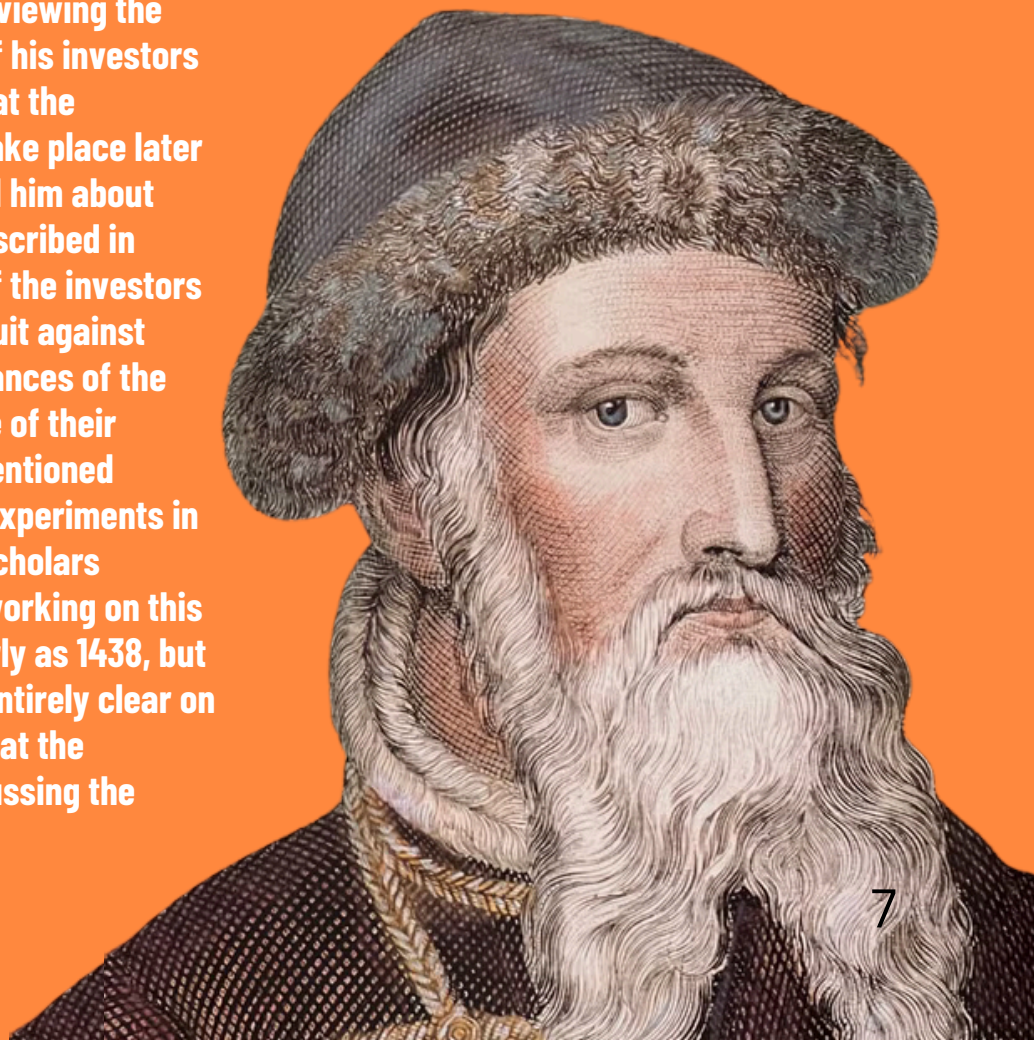 viewing the
f his investors
at the
ake place later
l him about
scribed in
f the investors
uit against
ances of the
e of their
entioned
xperiments in
cholars
vorking on this
ly as 1438, but
ntirely clear on
at the
ussing the
7